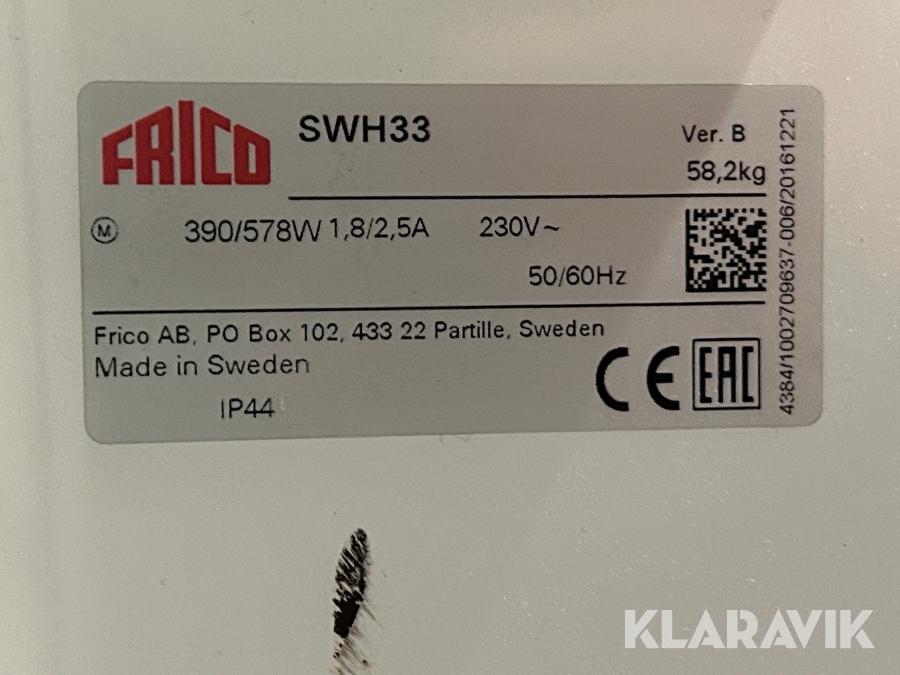 FRICO
SWH33
Ver. B
58,2kg
M 390/578W 1,8/2,5A 230V~
50/60Hz
Frico AB, PO Box 102, 433 22 Partille, Sweden
Made in Sweden
IP44
CE EAC
4384/1002709637-006/20161221
KLARAVIK